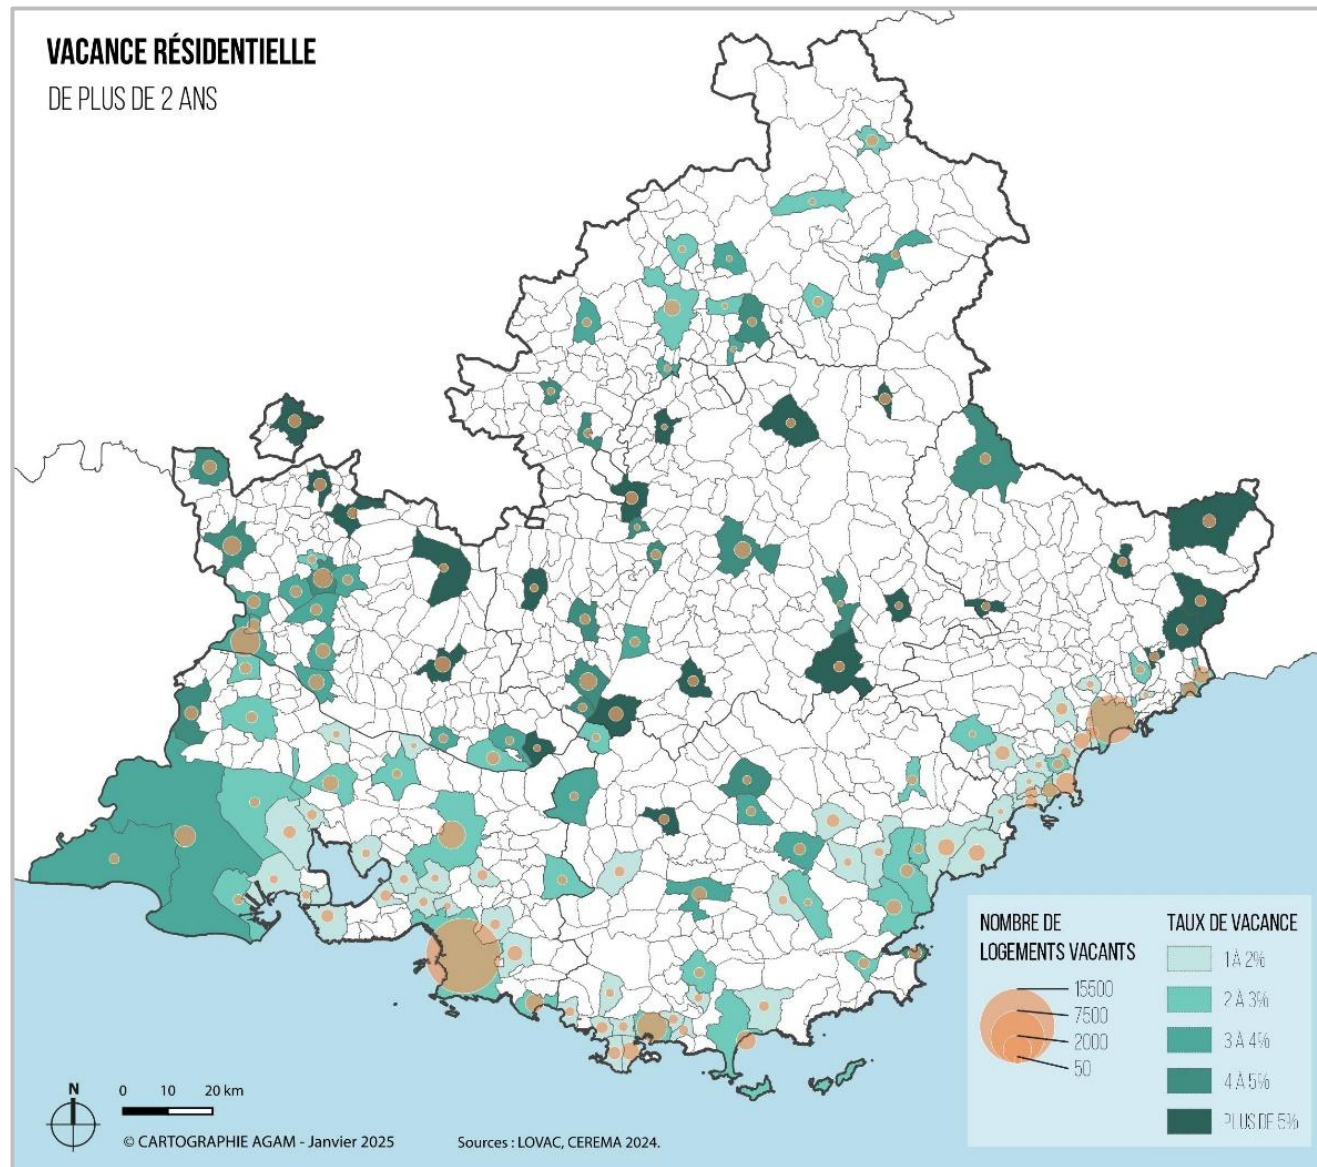 VACANCE RÉSIDENTIELLE
DE PLUS DE 2 ANS
NOMBRE DE
LOGEMENTS VACANTS
15500
7500
2000
50
TAUX DE VACANCE
1 À 2%
2 À 3%
3 À 4%
4 À 5%
PLUS DE 5%
N
0 10 20 km
© CARTOGRAPHIE AGAM - Janvier 2025
Sources : LOVAC, CEREMA 2024.